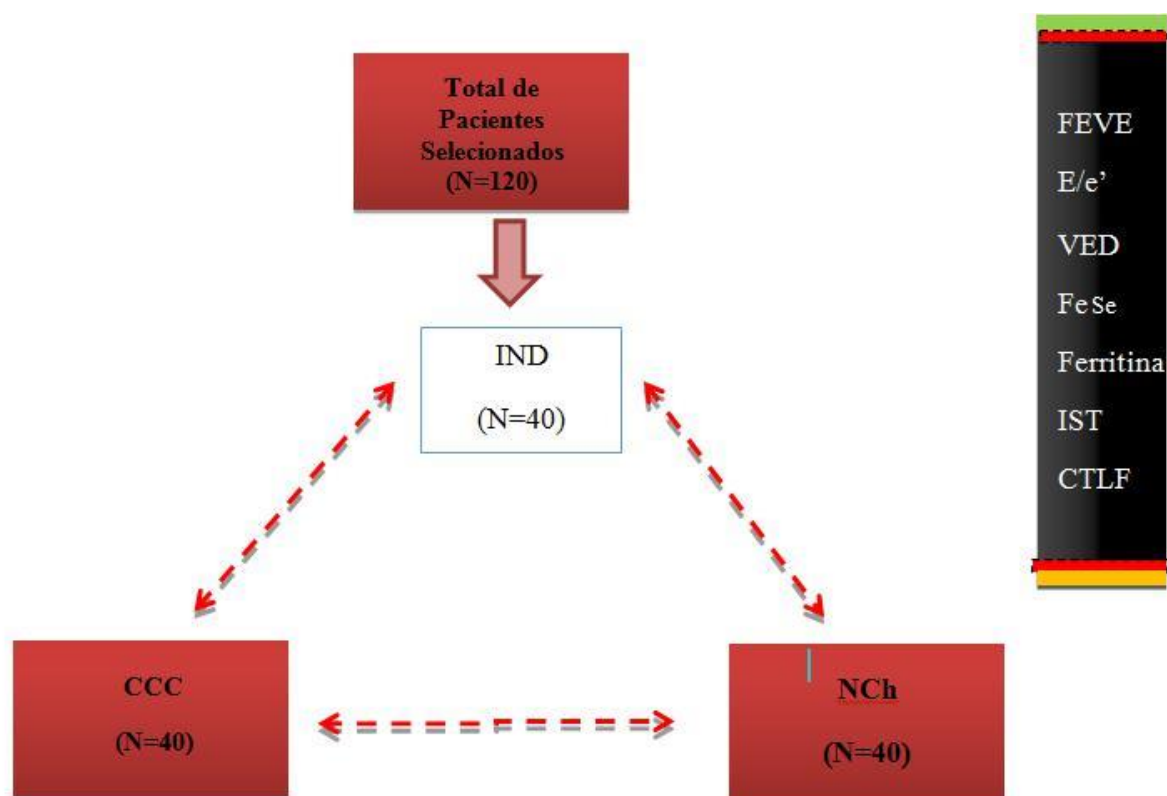 Total de
Pacientes
Selecionados
(N=120)
IND
(N=40)
CCC
(N=40)
NCh
(N=40)
FEVE
E/e’
VED
FeSe
Ferritina
IST
CTLF